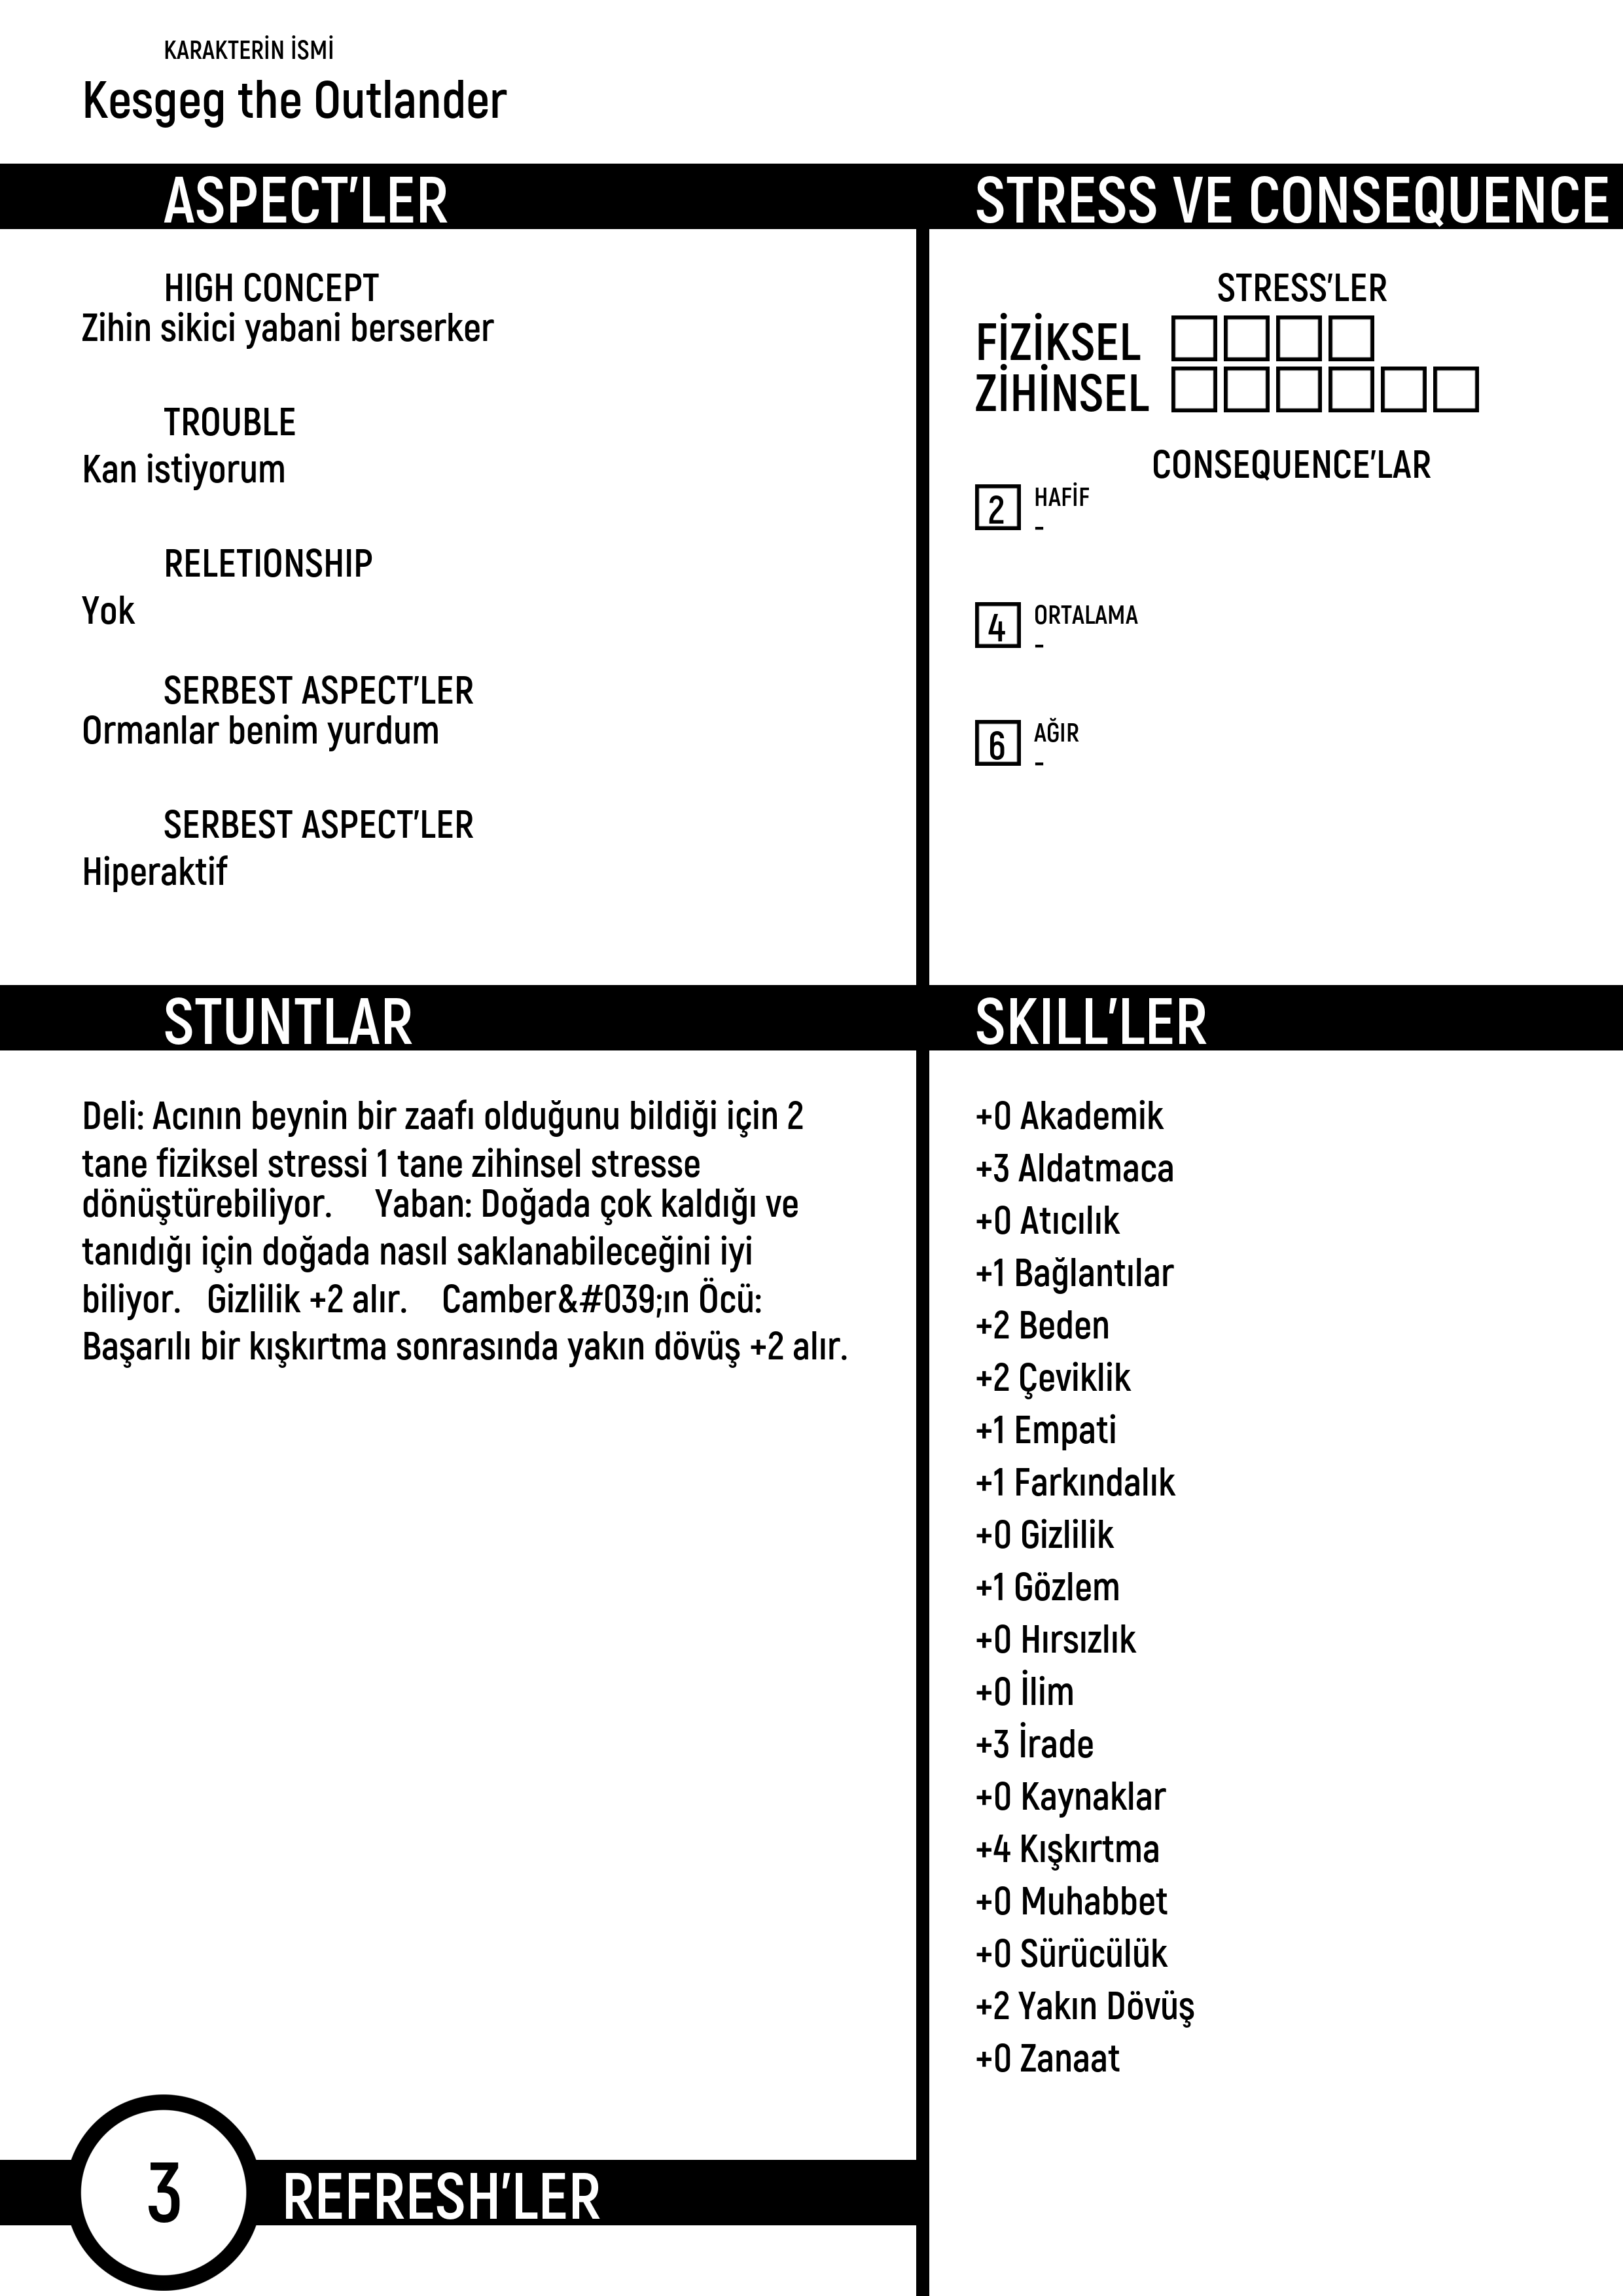 KARAKTERİN İSMİ
Kesgeg the Outlander
ASPECT'LER
HIGH CONCEPT
Zihin sikici yabani berserker
TROUBLE
Kan istiyorum
RELETIONSHIP
Yok
SERBEST ASPECT'LER
Ormanlar benim yurdum
SERBEST ASPECT'LER
Hiperaktif
STRESS VE CONSEQUENCE
STRESS'LER
FİZİKSEL
ZİHİNSEL
CONSEQUENCE'LAR
2 HAFİF
-
4 ORTALAMA
-
6 AĞIR
-
STUNTLAR
Deli: Acının beynin bir zaafı olduğunu bildiği için 2
tane fiziksel stressi 1 tane zihinsel stresse
dönüştürebiliyor. Yaban: Doğada çok kaldığı ve
tanıdığı için doğada nasıl saklanabileceğini iyi
biliyor. Gizlilik +2 alır. Camber&#039;ın Öcü:
Başarılı bir kışkırtma sonrasında yakın dövüş +2 alır.
3 REFRESH'LER
SKILL'LER
+0 Akademik
+3 Aldatmaca
+0 Atıcılık
+1 Bağlantılar
+2 Beden
+2 Çeviklik
+1 Empati
+1 Farkındalık
+0 Gizlilik
+1 Gözlem
+0 Hırsızlık
+0 İlim
+3 İrade
+0 Kaynaklar
+4 Kışkırtma
+0 Muhabbet
+0 Sürücülük
+2 Yakın Dövüş
+0 Zanaat